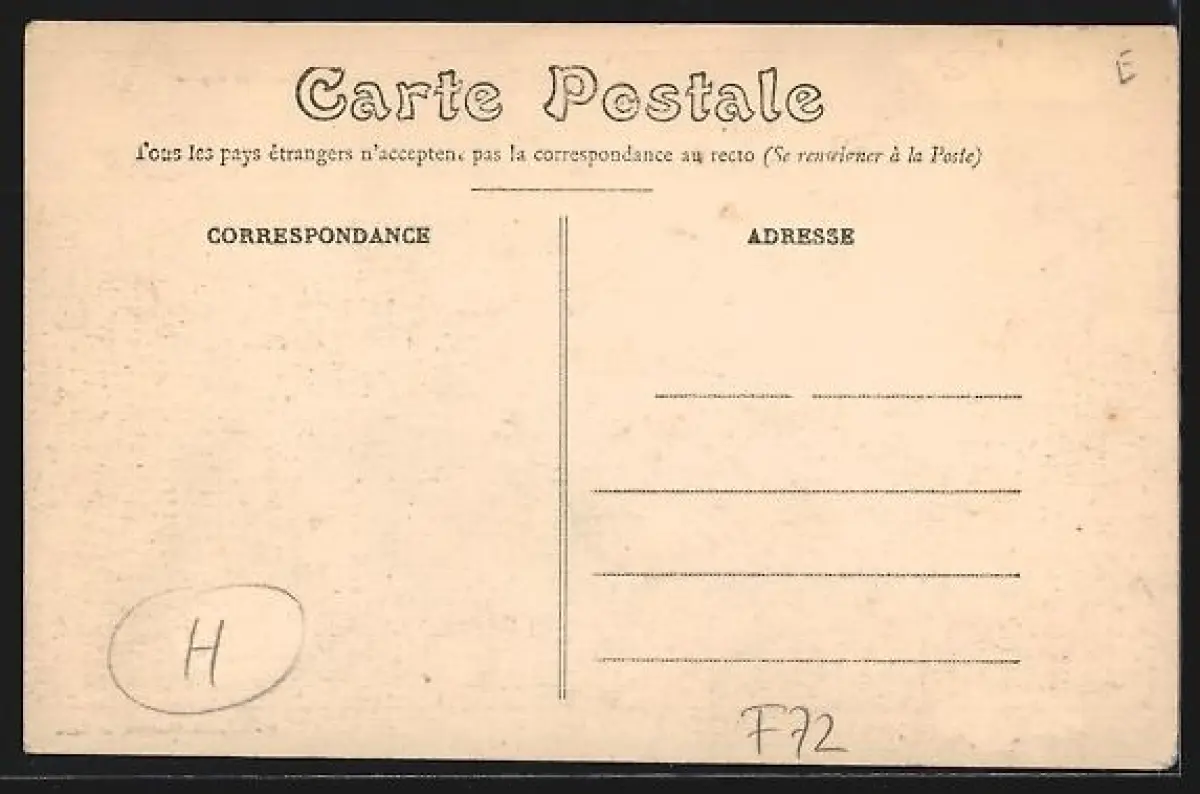 E
Carte Postale
Tous les pays étrangers n'acceptent pas la correspondance au recto (Se renseigner à la Poste)
CORRESPONDANCE
ADRESSE
H
F72